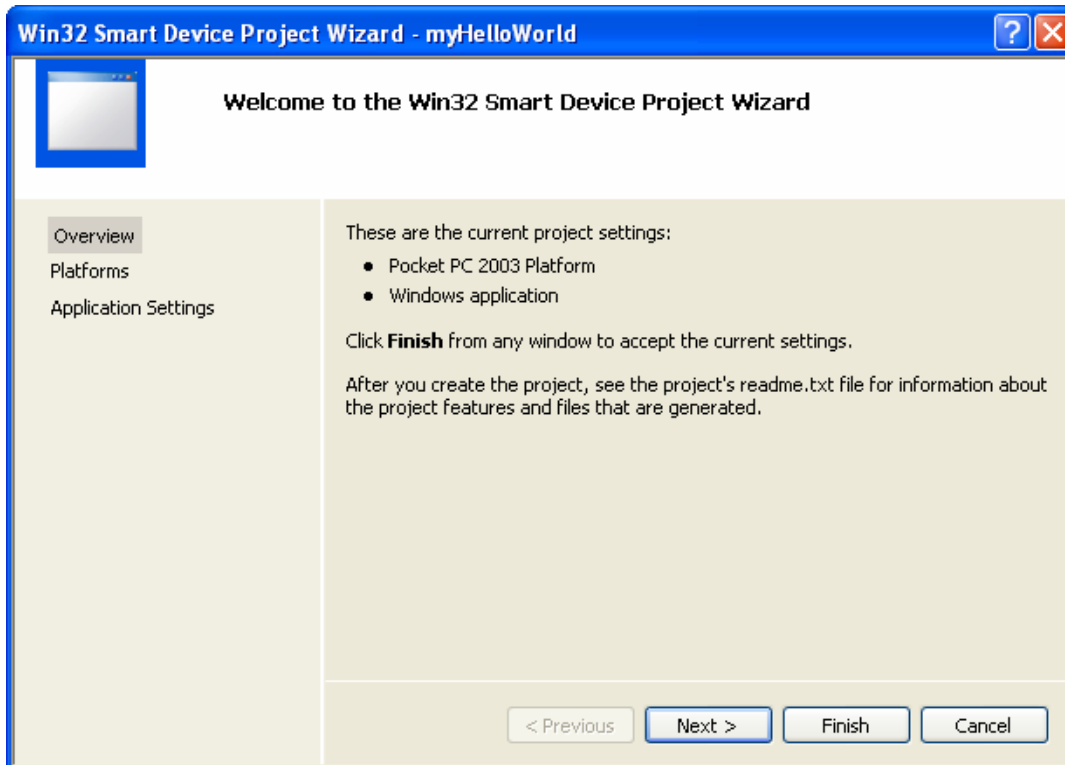 Win32 Smart Device Project Wizard - myHelloWorld
Welcome to the Win32 Smart Device Project Wizard
Overview
Platforms
Application Settings
These are the current project settings:
● Pocket PC 2003 Platform
● Windows application
Click Finish from any window to accept the current settings.
After you create the project, see the project's readme.txt file for information about
the project features and files that are generated.
< Previous
Next >
Finish
Cancel